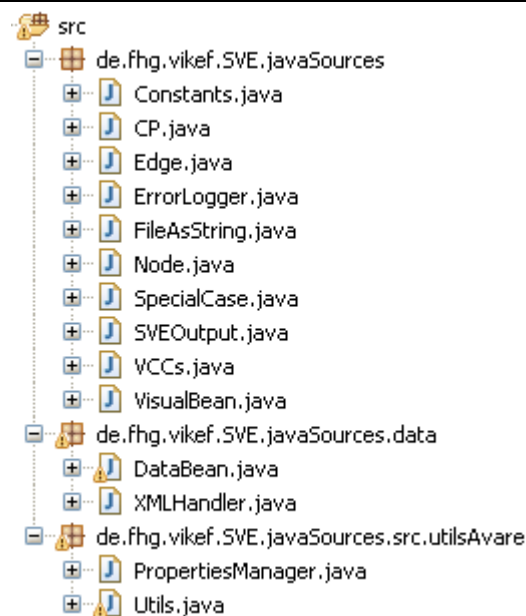 src
de.fhg.vikef.SVE.javaSources
Constants.java
CP.java
Edge.java
ErrorLogger.java
FileAsString.java
Node.java
SpecialCase.java
SVEOutput.java
VCCs.java
VisualBean.java
de.fhg.vikef.SVE.javaSources.data
DataBean.java
XMLHandler.java
de.fhg.vikef.SVE.javaSources.src.utilsAvare
PropertiesManager.java
Utils.java